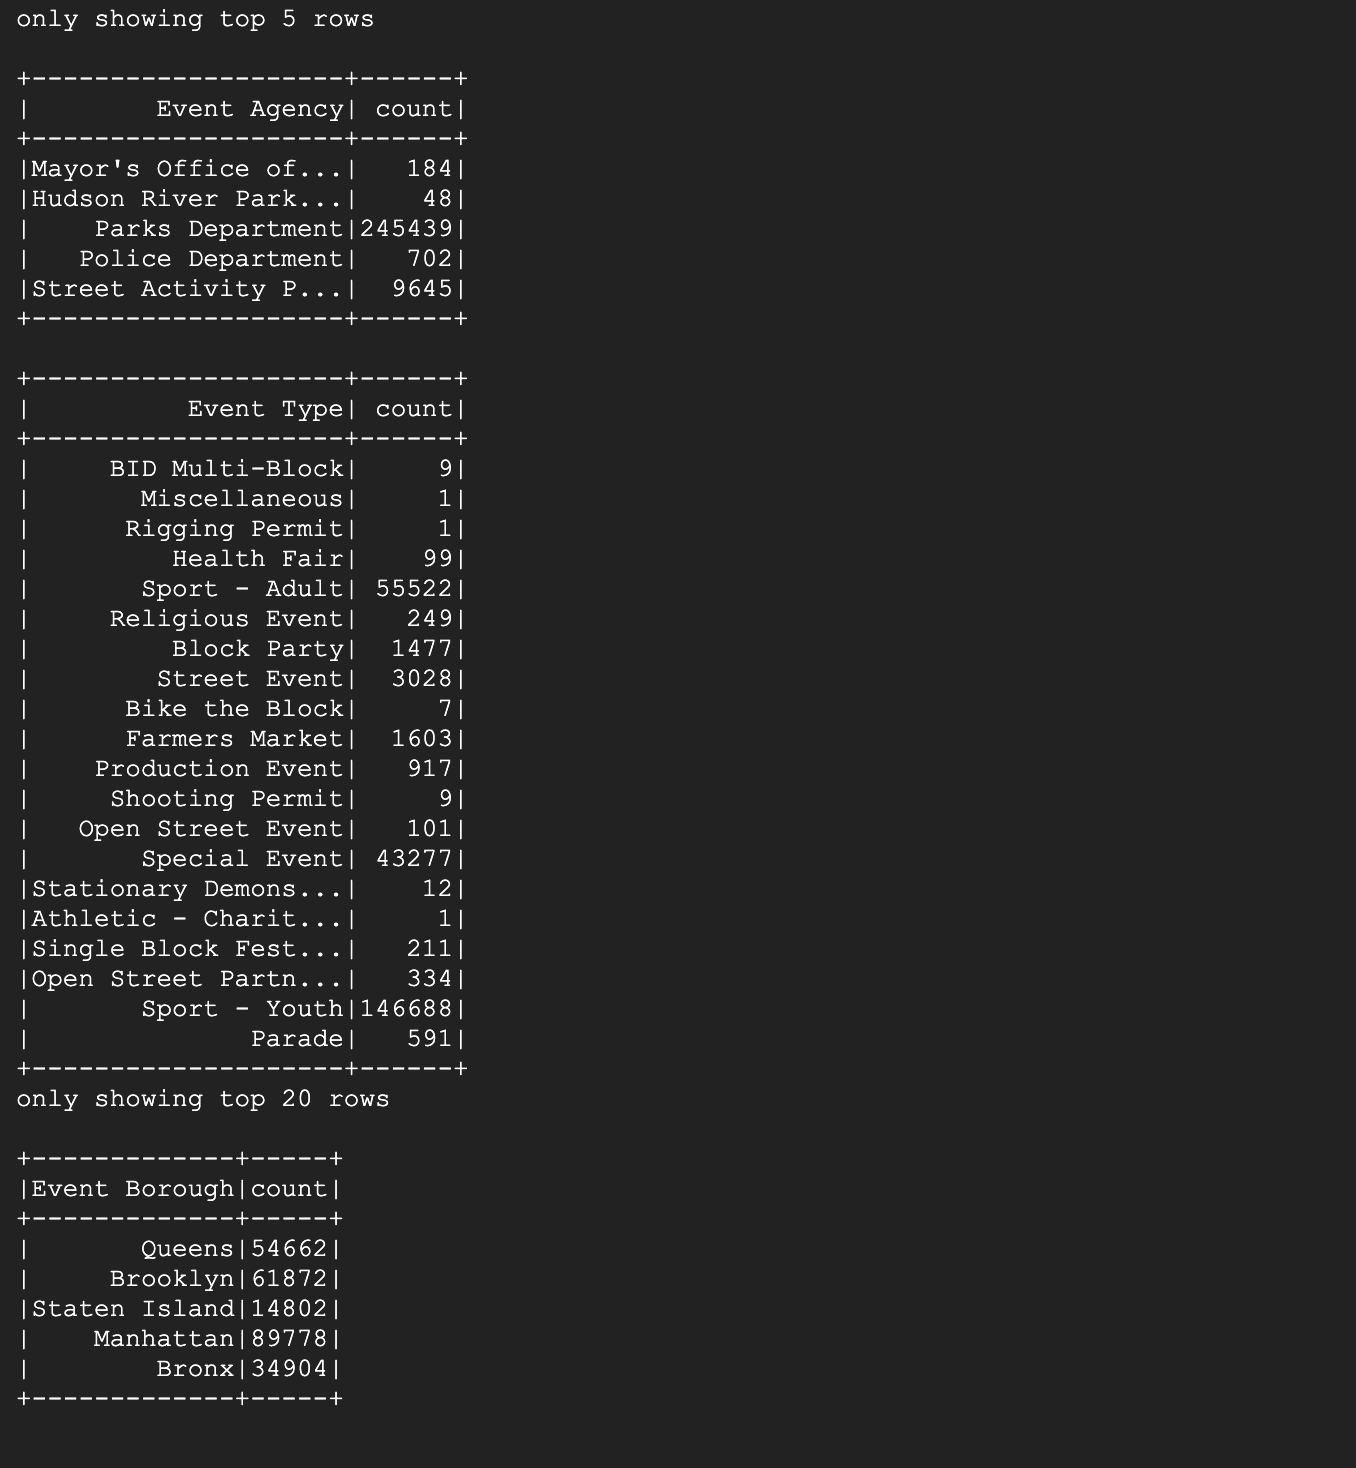 only showing top 5 rows
+--------------------+------+
|        Event Agency| count|
+--------------------+------+
|Mayor's Office of...|   184|
|Hudson River Park...|    48|
|    Parks Department|245439|
|   Police Department|   702|
|Street Activity P...|  9645|
+--------------------+------+
+--------------------+------+
|          Event Type| count|
+--------------------+------+
|     BID Multi-Block|     9|
|       Miscellaneous|     1|
|      Rigging Permit|     1|
|         Health Fair|    99|
|       Sport - Adult| 55522|
|     Religious Event|   249|
|         Block Party|  1477|
|        Street Event|  3028|
|      Bike the Block|     7|
|      Farmers Market|  1603|
|    Production Event|   917|
|     Shooting Permit|     9|
|   Open Street Event|   101|
|       Special Event| 43277|
|Stationary Demons...|    12|
|Athletic - Charit...|     1|
|Single Block Fest...|   211|
|Open Street Partn...|   334|
|       Sport - Youth|146688|
|              Parade|   591|
+--------------------+------+
only showing top 20 rows
+-------------+-----+
|Event Borough|count|
+-------------+-----+
|       Queens|54662|
|     Brooklyn|61872|
|Staten Island|14802|
|    Manhattan|89778|
|        Bronx|34904|
+-------------+-----+